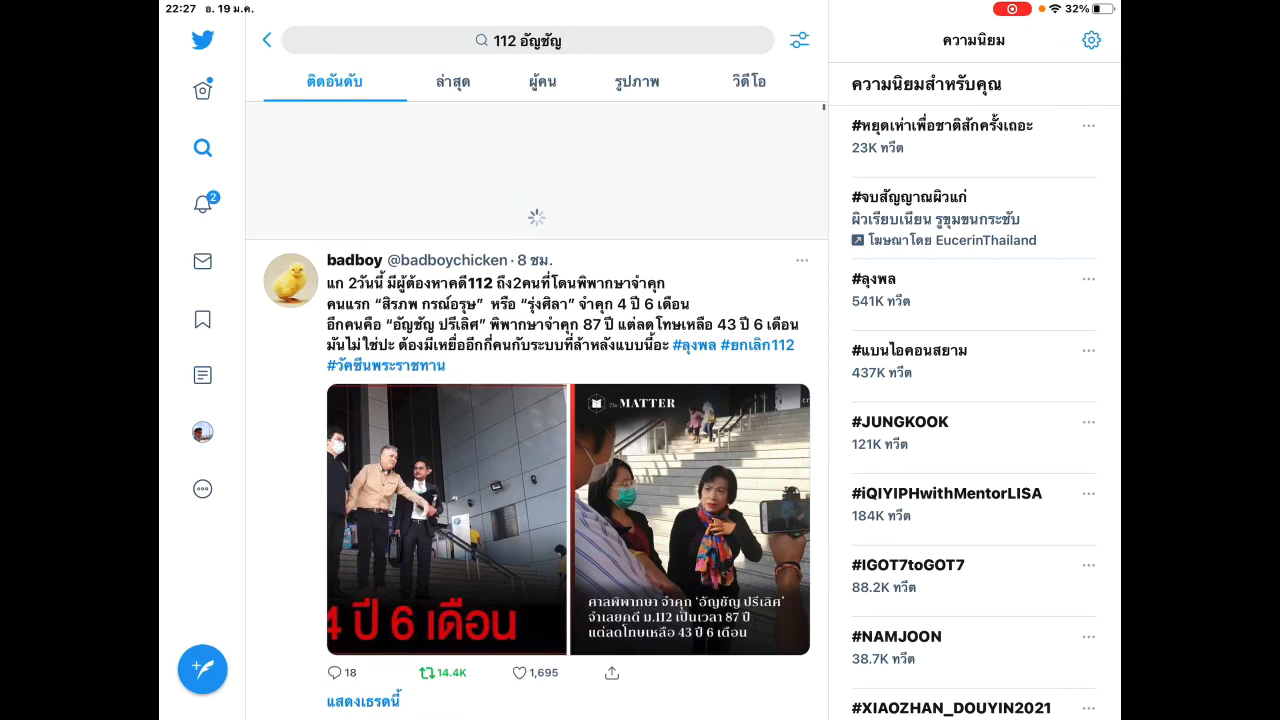 22:27 อ. 19 ม.ค.
32%
112 อัญชัญ
ติดอันดับ
ล่าสุด
ผู้คน
รูปภาพ
วิดีโอ
2
badboy @badboychicken · 8 ชม.
แก 2วันนี้ มีผู้ต้องหาคดี112 ถึง2คนที่โดนพิพากษาจำคุก
คนแรก “สิรภพ กรณ์อรุษ” หรือ “รุ่งศิลา” จำคุก 4 ปี 6 เดือน
อีกคนคือ “อัญชัญ ปรีเลิศ” พิพากษาจำคุก 87 ปี แต่ลดโทษเหลือ 43 ปี 6 เดือน
มันไม่ใช่ปะ ต้องมีเหยื่ออีกกี่คนกับระบบที่ล้าหลังแบบนี้อะ #ลุงพล #ยกเลิก112
#วัคซีนพระราชทาน
4 ปี 6 เดือน
The MATTER
ศาลพิพากษา จำคุก ‘อัญชัญ ปรีเลิศ’
จำเลยคดี ม.112 เป็นเวลา 87 ปี
แต่ลดโทษเหลือ 43 ปี 6 เดือน
18
14.4K
1,695
แสดงเธรดนี้
ความนิยม
ความนิยมสำหรับคุณ
#หยุดเห่าเพื่อชาติสักครั้งเถอะ
23K ทวีต
#จบสัญญาณผิวแก่
ผิวเรียบเนียน รูขุมขนกระชับ
โฆษณาโดย EucerinThailand
#ลุงพล
541K ทวีต
#แบนไอคอนสยาม
437K ทวีต
#JUNGKOOK
121K ทวีต
#iQIYIPHwithMentorLISA
184K ทวีต
#IGOT7toGOT7
88.2K ทวีต
#NAMJOON
38.7K ทวีต
#XIAOZHAN_DOUYIN2021